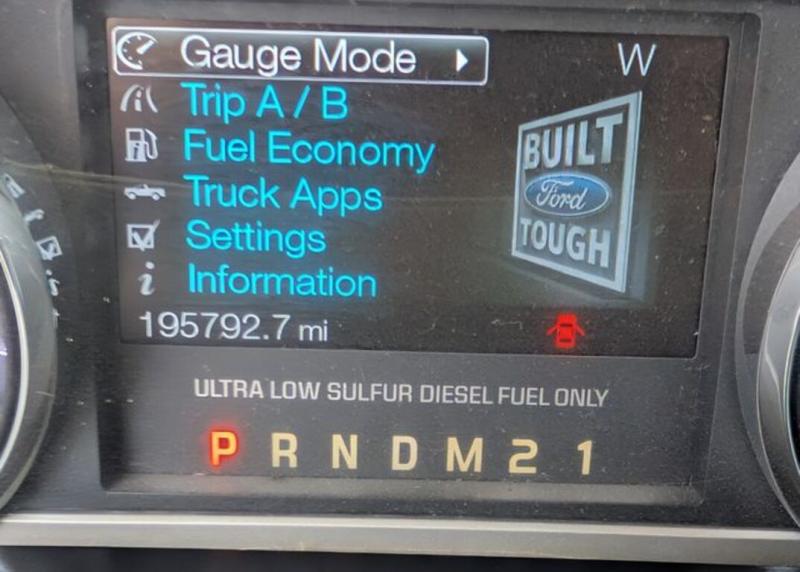 Gauge Mode
W
Trip A / B
Fuel Economy
Truck Apps
Settings
Information
BUILT
Ford
TOUGH
195792.7 mi
ULTRA LOW SULFUR DIESEL FUEL ONLY
P R N D M 2 1